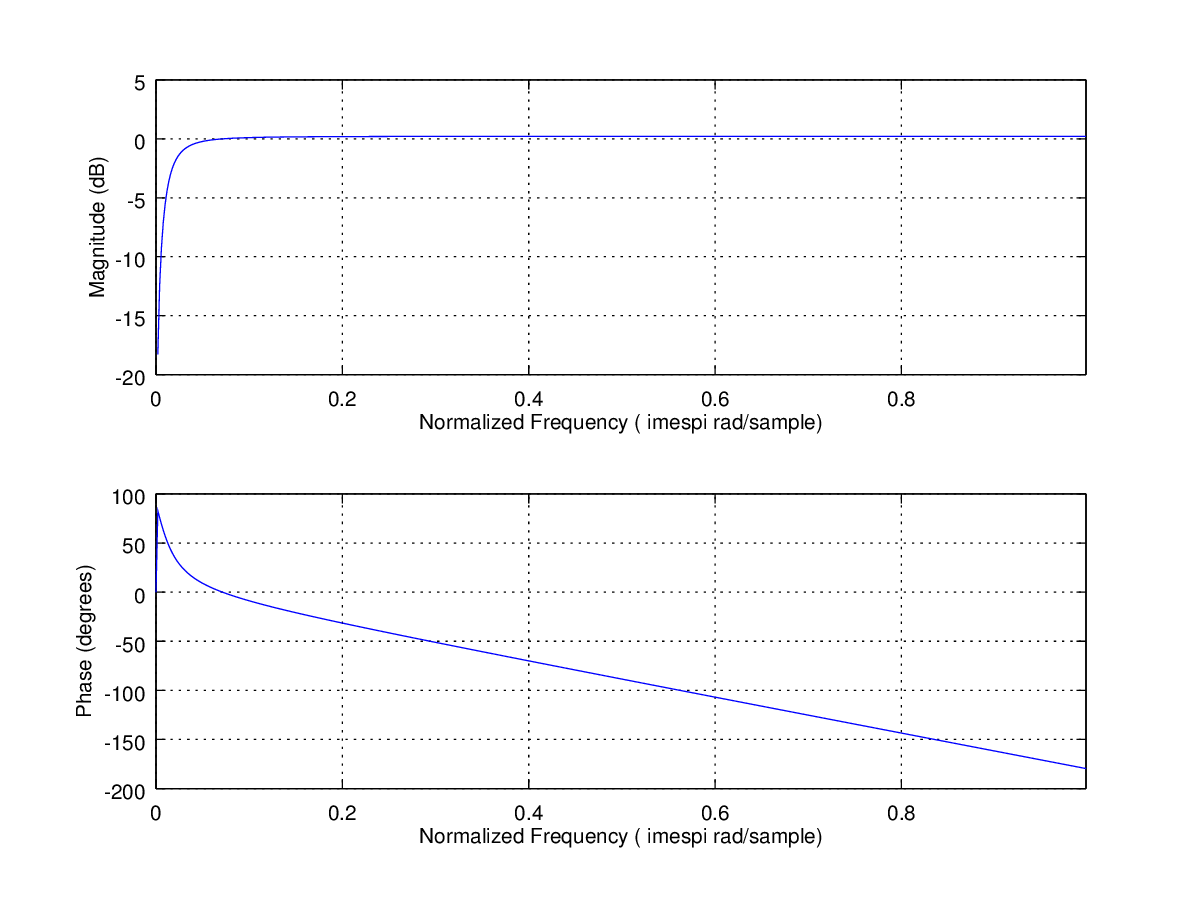 5
0
-5
-10
-15
-20
Magnitude (dB)
0 0.2 0.4 0.6 0.8
Normalized Frequency ( imespi rad/sample)
100
50
0
-50
-100
-150
-200
Phase (degrees)
0 0.2 0.4 0.6 0.8
Normalized Frequency ( imespi rad/sample)